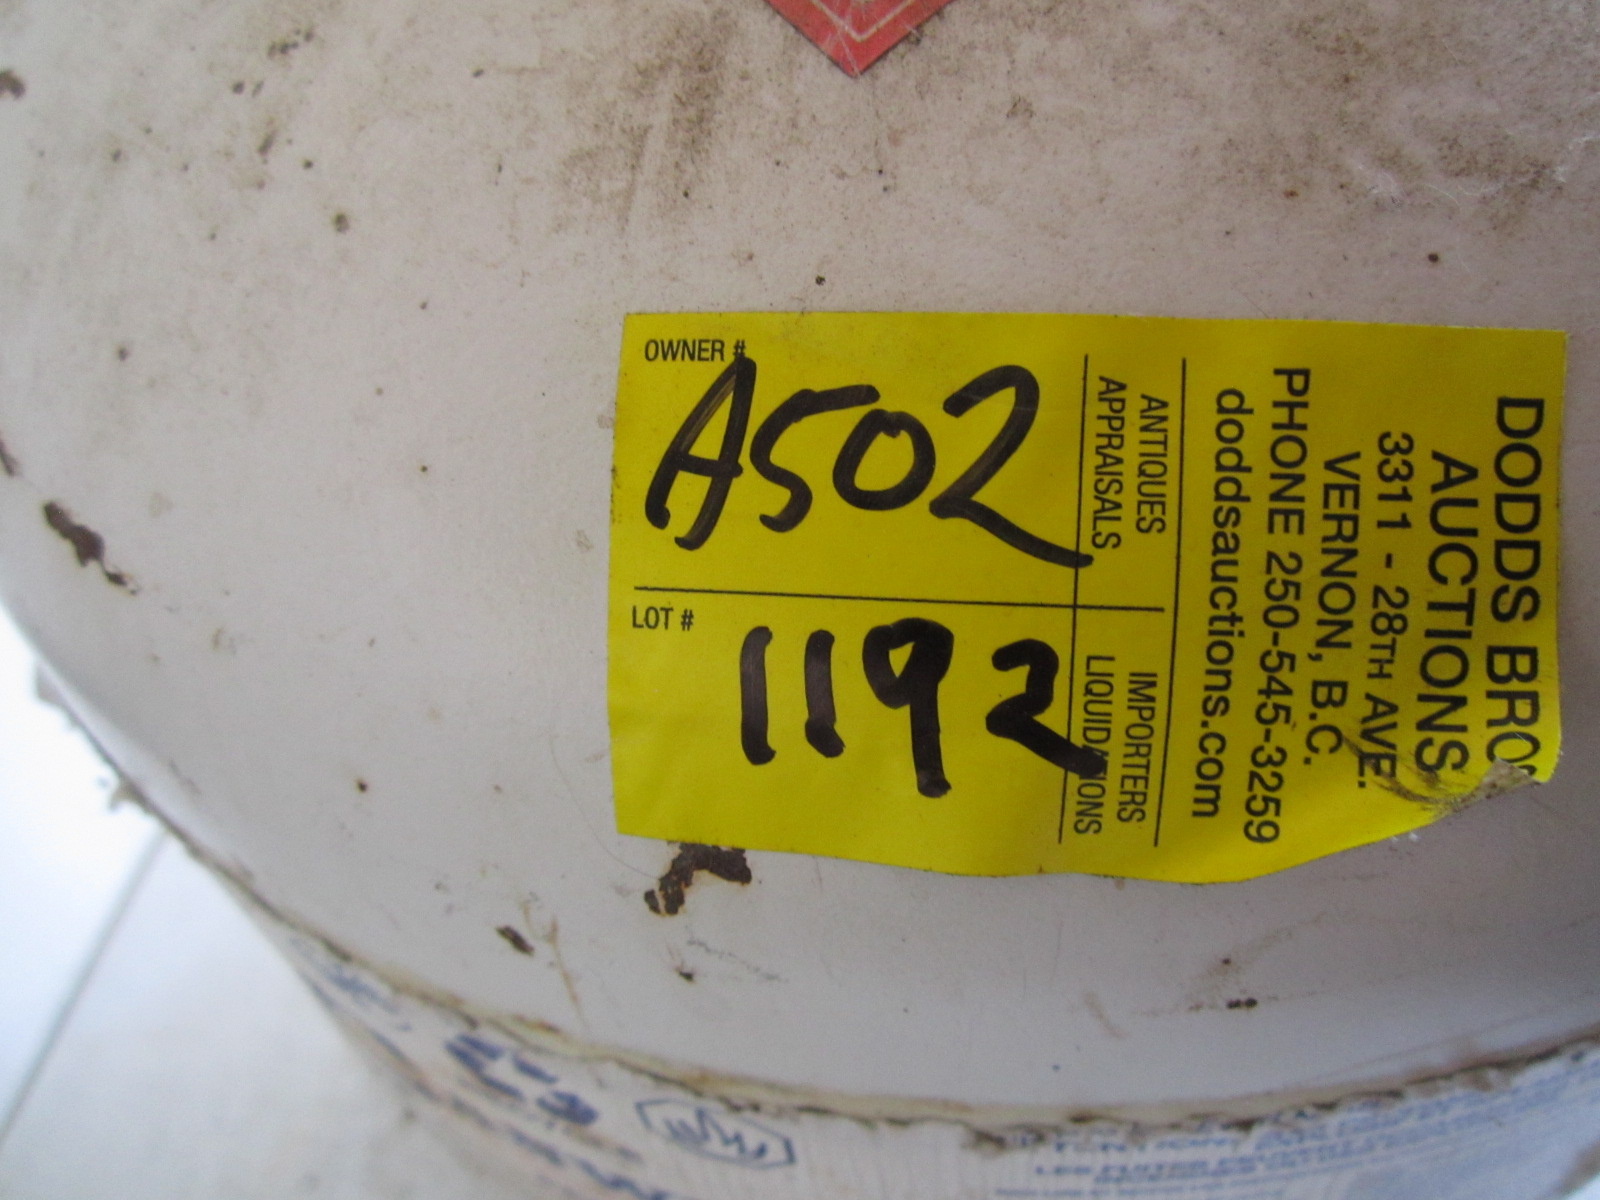 DODDS BROS
AUCTIONS
3311 - 28TH AVE.
VERNON, B.C.
PHONE 250-545-3259
doddsauctions.com
ANTIQUES
APPRAISALS
IMPORTERS
LIQUIDATIONS
OWNER #
A502
LOT #
1192